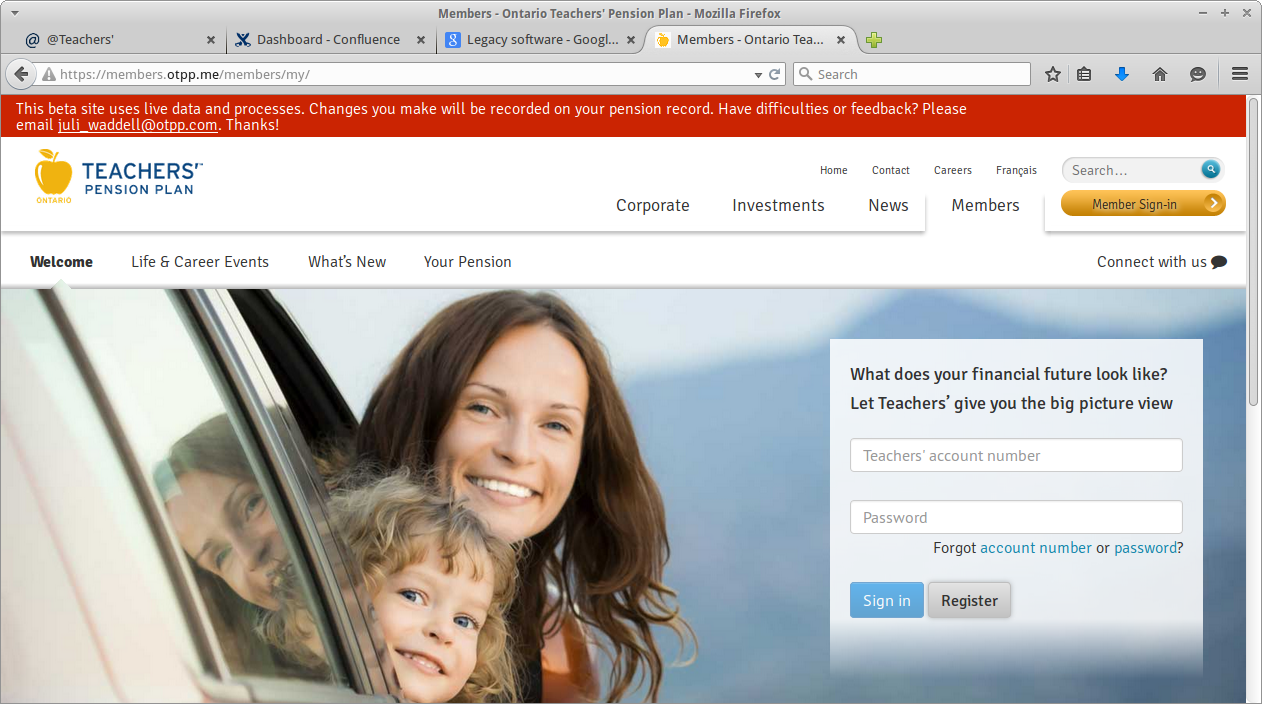 Members - Ontario Teachers' Pension Plan - Mozilla Firefox
@ @Teachers'
Dashboard - Confluence
8 Legacy software - Googl...
Members - Ontario Tea...
https://members.otpp.me/members/my/
Search
This beta site uses live data and processes. Changes you make will be recorded on your pension record. Have difficulties or feedback? Please
email juli_waddell@otpp.com. Thanks!
TEACHERS'™
PENSION PLAN
ONTARIO
Home
Contact
Careers
Français
Search...
Corporate
Investments
News
Members
Member Sign-in
Welcome
Life & Career Events
What's New
Your Pension
Connect with us
What does your financial future look like?
Let Teachers’ give you the big picture view
Teachers' account number
Password
Forgot account number or password?
Sign in
Register